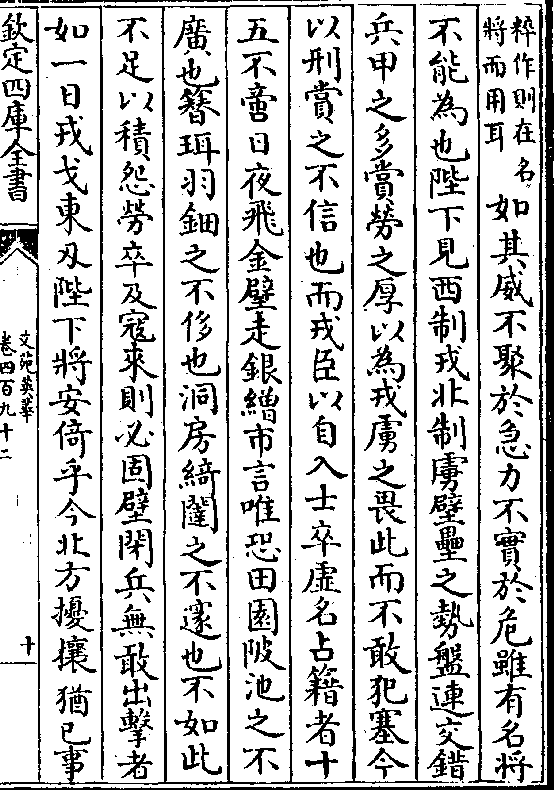 粹作則在名
將而用耳
如其威不聚於急力不實於危雖有名將
不能為也陛下見西制戎北制虜壁壘之勢盤連交錯
兵甲之多賞勞之厚以為戎虜之畏此而不敢犯塞今
以刑賞之不信也而戎臣以自入士卒虛名占籍者十
五不啻日夜飛金璧走銀繒市言唯恐田園陂池之不
廣也簪珥羽鈿之不侈也洞房綺闥之不邃也不如此
不足以積怨勞卒及寇來則必固壁閉兵無敢出擊者
如一日戎戈東刄陛下將安倚乎今北方擾攘猶已事
欽定四庫全書
文苑英華
卷四百九十二
十